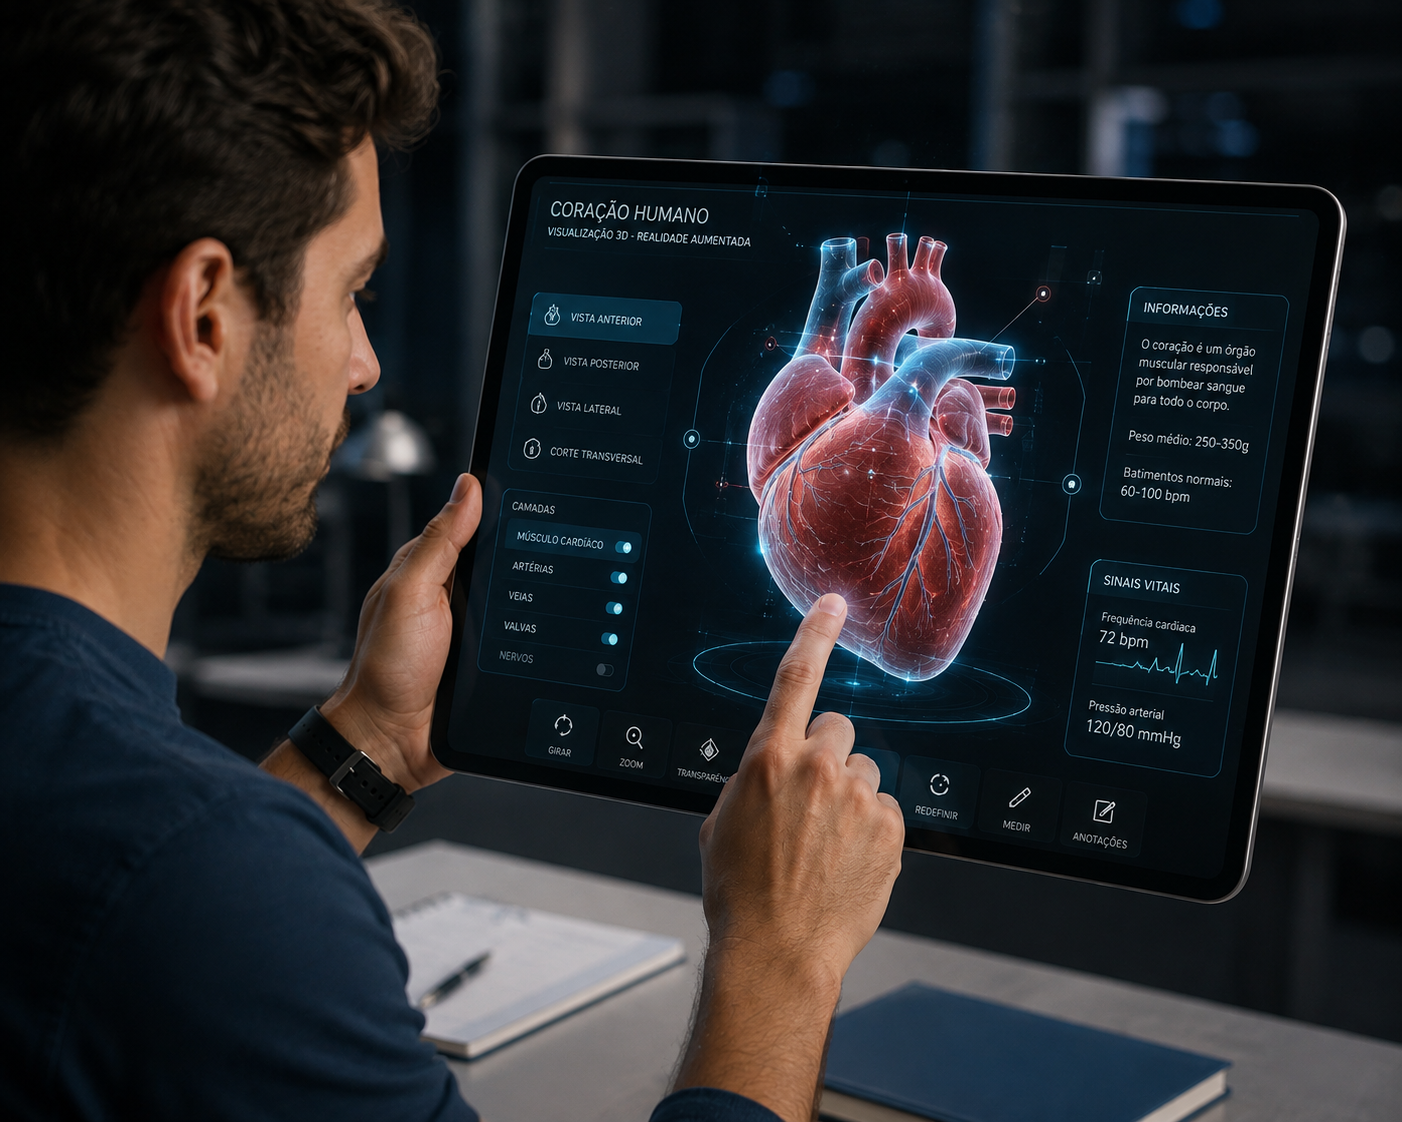 CORAÇÃO HUMANO
VISUALIZAÇÃO 3D - REALIDADE AUMENTADA
VISTA ANTERIOR
VISTA POSTERIOR
VISTA LATERAL
CORTE TRANSVERSAL
CAMADAS
MÚSCULO CARDÍACO
ARTÉRIAS
VEIAS
VALVAS
NERVOS
INFORMAÇÕES
O coração é um órgão
muscular responsável
por bombear sangue
para todo o corpo.
Peso médio: 250-350g
Batimentos normais:
60-100 bpm
SINAIS VITAIS
Frequência cardiaca
72 bpm
Pressão arterial
120/80 mmHg
GIRAR
ZOOM
TRANSPARÊNC
REDEFINIR
MEDIR
ANOTAÇÕES